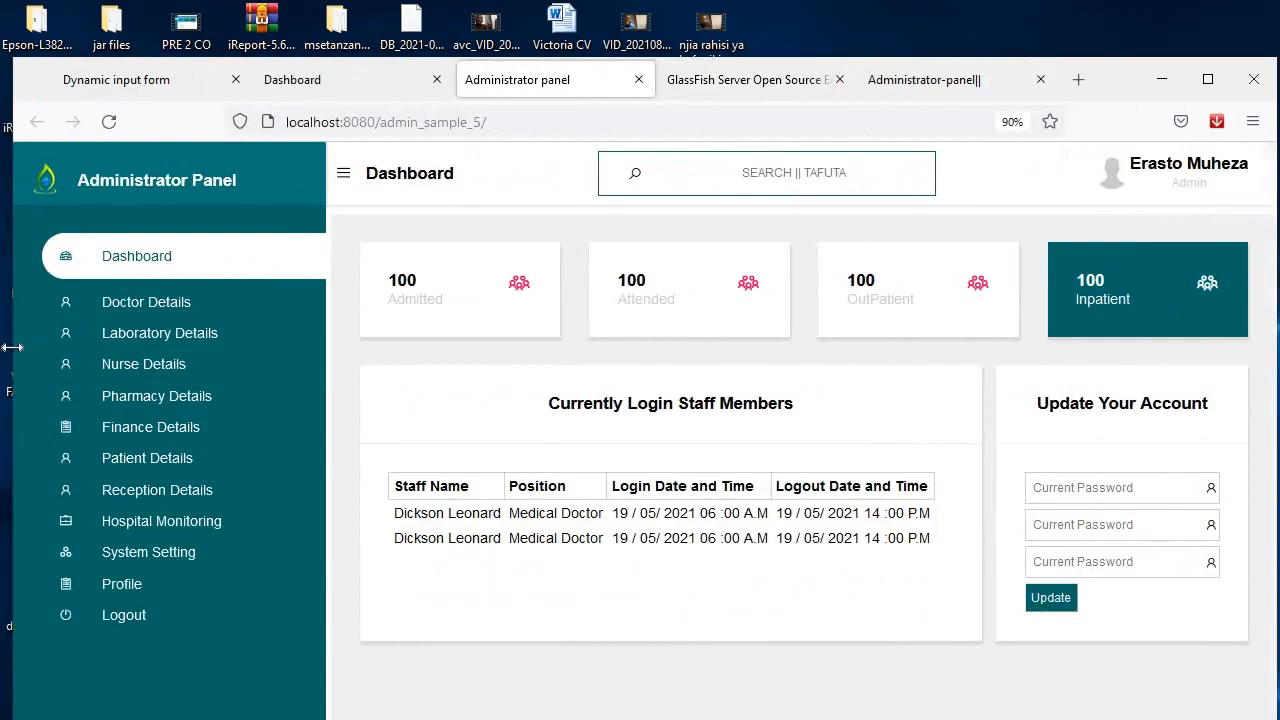 Epson-L382...
jar files
PRE 2 CO
iReport-5.6...
msetanzan...
DB_2021-0...
avc_VID_20...
Victoria CV
VID_202108...
njia rahisi ya
Dynamic input form
Dashboard
Administrator panel
GlassFish Server Open Source E
Administrator-panel||
localhost:8080/admin_sample_5/
90%
Administrator Panel
Dashboard
SEARCH || TAFUTA
Erasto Muheza
Admin
Dashboard
Doctor Details
Laboratory Details
Nurse Details
Pharmacy Details
Finance Details
Patient Details
Reception Details
Hospital Monitoring
System Setting
Profile
Logout
100
Admitted
100
Attended
100
OutPatient
100
Inpatient
Currently Login Staff Members
Staff Name Position Login Date and Time Logout Date and Time
Dickson Leonard Medical Doctor 19 / 05/ 2021 06 :00 A.M 19 / 05/ 2021 14 :00 P.M
Dickson Leonard Medical Doctor 19 / 05/ 2021 06 :00 A.M 19 / 05/ 2021 14 :00 P.M
Update Your Account
Current Password
Current Password
Current Password
Update